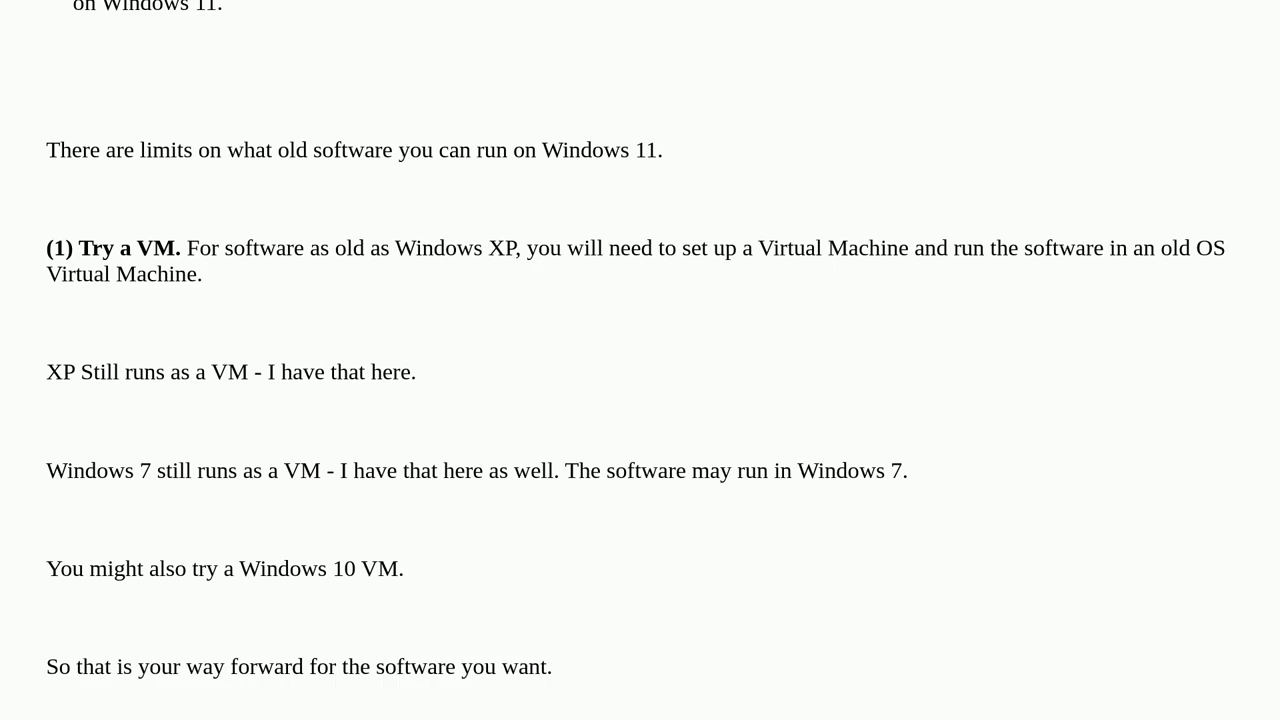 on Windows 11.
There are limits on what old software you can run on Windows 11.
(1) Try a VM. For software as old as Windows XP, you will need to set up a Virtual Machine and run the software in an old OS
Virtual Machine.
XP Still runs as a VM - I have that here.
Windows 7 still runs as a VM - I have that here as well. The software may run in Windows 7.
You might also try a Windows 10 VM.
So that is your way forward for the software you want.